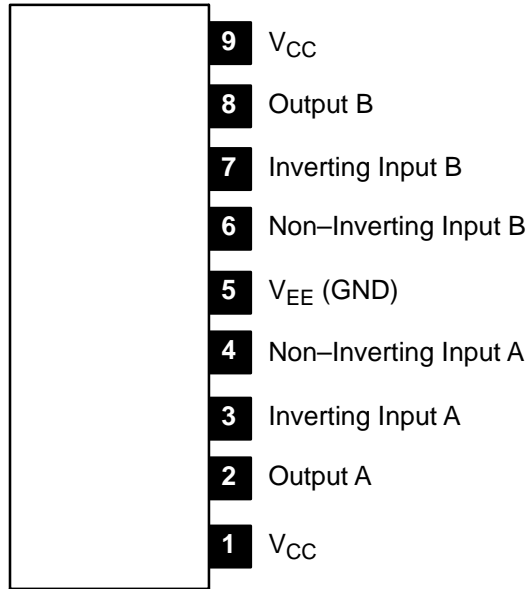 9 VCC
8 Output B
7 Inverting Input B
6 Non–Inverting Input B
5 VEE (GND)
4 Non–Inverting Input A
3 Inverting Input A
2 Output A
1 VCC